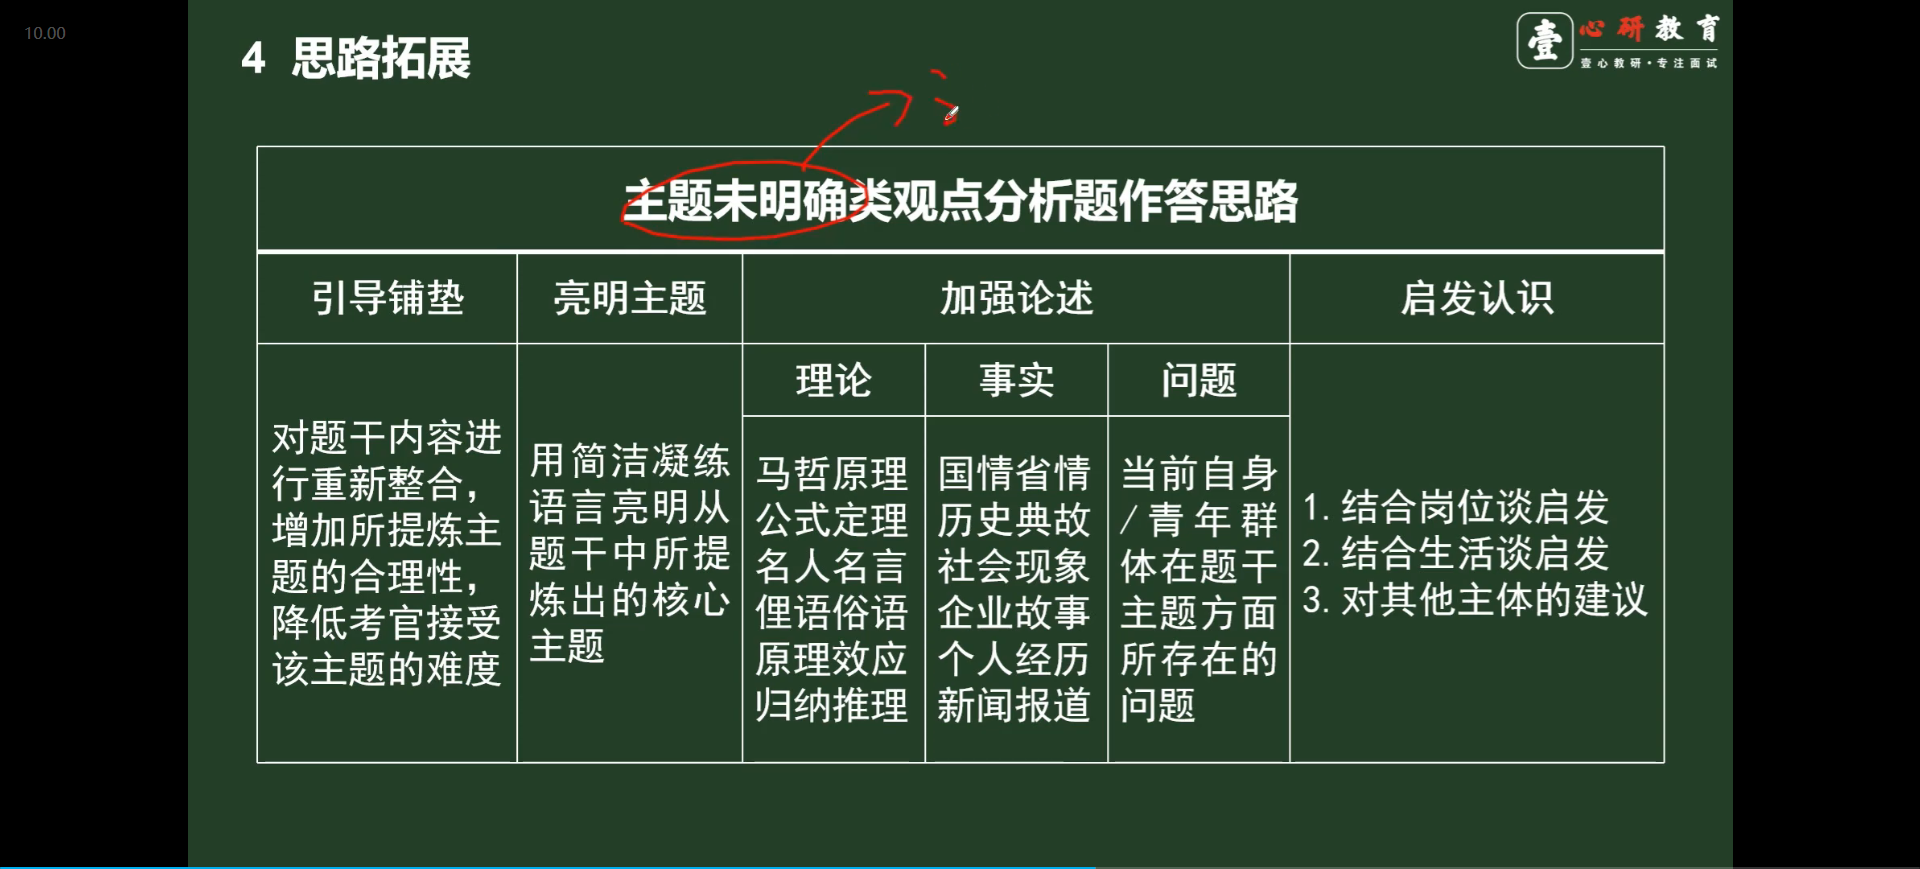 10.00
4 思路拓展
壹 心研教育
壹心教研•专注面试
主题未明确类观点分析题作答思路
引导铺垫
亮明主题
加强论述
启发认识
理论
事实
问题
对题干内容进
行重新整合，
增加所提炼主
题的合理性，
降低考官接受
该主题的难度
用简洁凝练
语言亮明从
题干中所提
炼出的核心
主题
马哲原理
公式定理
名人名言
俚语俗语
原理效应
归纳推理
国情省情
历史典故
社会现象
企业故事
个人经历
新闻报道
当前自身
/青年群
体在题干
主题方面
所存在的
问题
1. 结合岗位谈启发
2. 结合生活谈启发
3. 对其他主体的建议